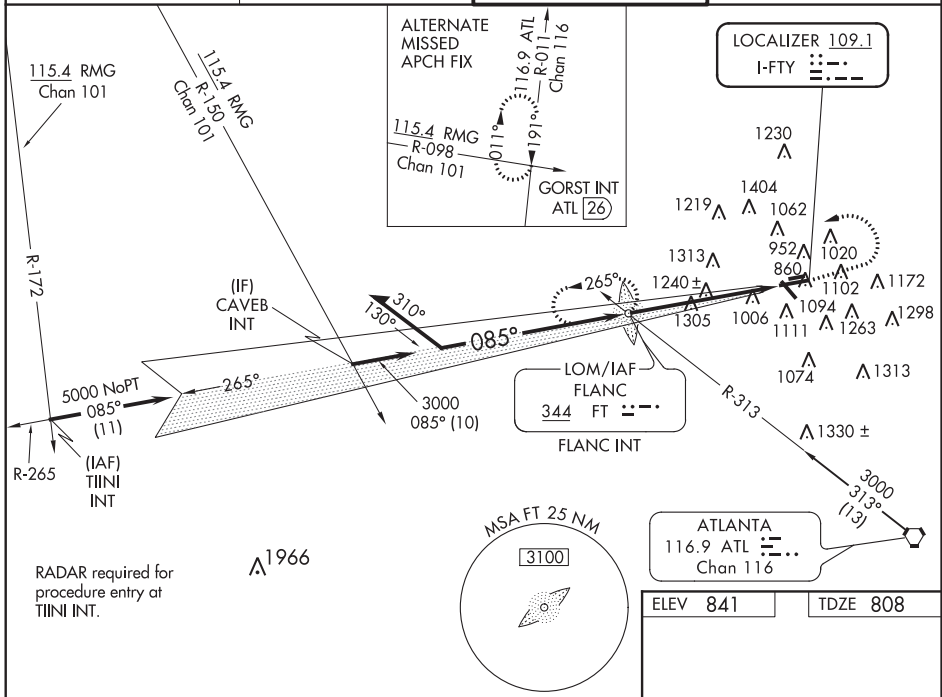 ALTERNATE
MISSED
APCH FIX
116.9 ATL
R-011
Chan 116
115.4 RMG
R-098
Chan 101
011°
191°
GORST INT
ATL 26
LOCALIZER 109.1
I-FTY
115.4 RMG
Chan 101
115.4 RMG
R-150
Chan 101
R-172
1230
1404
1219
1062
952
1020
1313
860
1102
1172
1240 ±
1305
1006
1094
1298
1111
1263
1074
1313
1330 ±
(IF)
CAVEB
INT
310°
130°
085°
265°
265°
5000 NoPT
085°
(11)
3000
085° (10)
LOM/IAF
FLANC
344 FT
FLANC INT
R-313
3000
313°
(13)
R-265
(IAF)
TIINI
INT
1966
MSA FT 25 NM
3100
ATLANTA
116.9 ATL
Chan 116
RADAR required for
procedure entry at
TIINI INT.
ELEV 841
TDZE 808